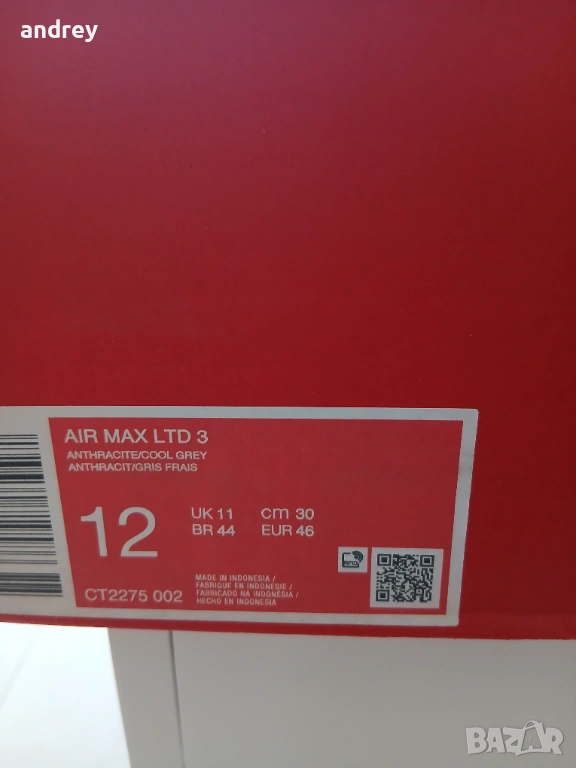 andrey
AIR MAX LTD 3
ANTHRACITE/COOL GREY
ANTHRACIT/GRIS FRAIS
12
UK 11 cm 30
BR 44 EUR 46
CT2275 002
MADE IN INDONESIA /
FABRIQUE EN INDONESIE /
FABRICADO NA INDONÉSIA /
HECHO EN INDONESIA
BAZAR